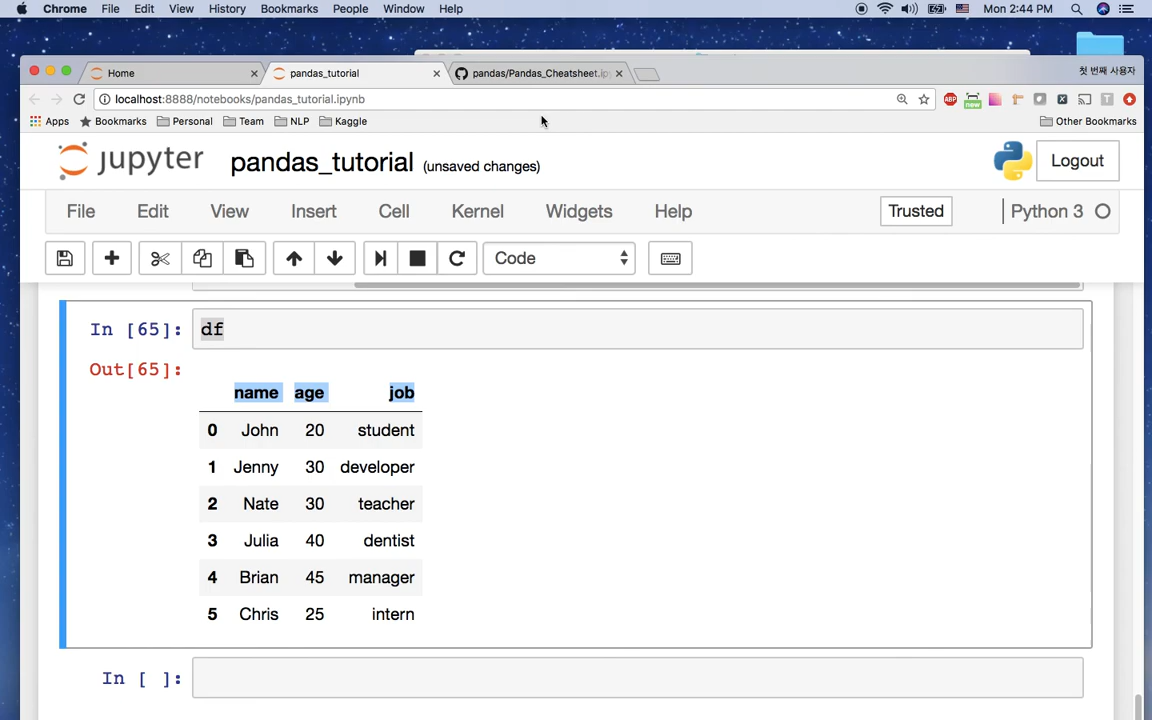 Chrome File Edit View History Bookmarks People Window Help Mon 2:44 PM
Home pandas_tutorial pandas/Pandas_Cheatsheet.ip 첫 번째 사용자
localhost:8888/notebooks/pandas_tutorial.ipynb ABP new X T
Apps Bookmarks Personal Team NLP Kaggle Other Bookmarks
jupyter pandas_tutorial (unsaved changes) Logout
File Edit View Insert Cell Kernel Widgets Help Trusted Python 3
Code
In [65]: df
Out[65]:
name age job
0 John 20 student
1 Jenny 30 developer
2 Nate 30 teacher
3 Julia 40 dentist
4 Brian 45 manager
5 Chris 25 intern
In [ ]: